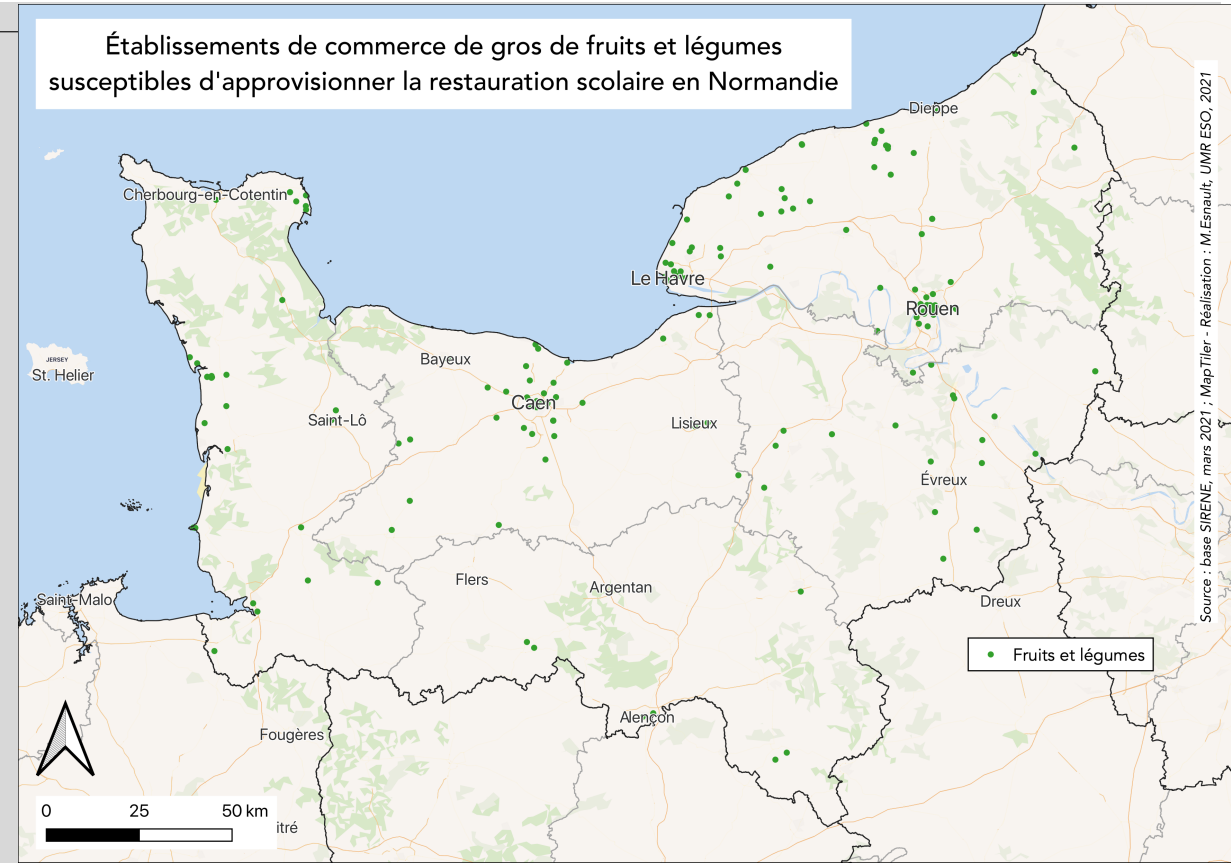 Établissements de commerce de gros de fruits et légumes
susceptibles d'approvisionner la restauration scolaire en Normandie
Dieppe
Cherbourg-en-Cotentin
Le Havre
Rouen
JERSEY
St. Helier
Bayeux
Caen
Saint-Lô
Lisieux
Évreux
Flers
Argentan
Saint-Malo
Dreux
Fruits et légumes
Alençon
Fougères
0 25 50 km
itré
Source : base SIRENE, mars 2021 ; MapTiler - Réalisation : M.Esnault, UMR ESO, 2021